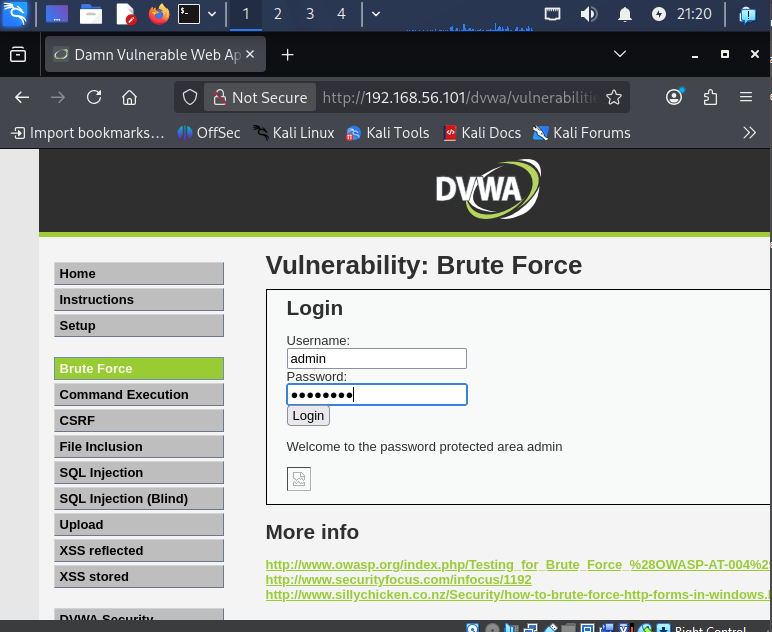 1 2 3 4 21:20
Damn Vulnerable Web Ap
Not Secure http://192.168.56.101/dvwa/vulnerabilitie
Import bookmarks... OffSec Kali Linux Kali Tools Kali Docs Kali Forums
DVWA
Home
Instructions
Setup
Brute Force
Command Execution
CSRF
File Inclusion
SQL Injection
SQL Injection (Blind)
Upload
XSS reflected
XSS stored
DVWA Security
Vulnerability: Brute Force
Login
Username:
admin
Password:
●●●●●●●●
Login
Welcome to the password protected area admin
More info
http://www.owasp.org/index.php/Testing_for_Brute_Force_%28OWASP-AT-004%2
http://www.securityfocus.com/infocus/1192
http://www.sillychicken.co.nz/Security/how-to-brute-force-http-forms-in-windows.
Right Control